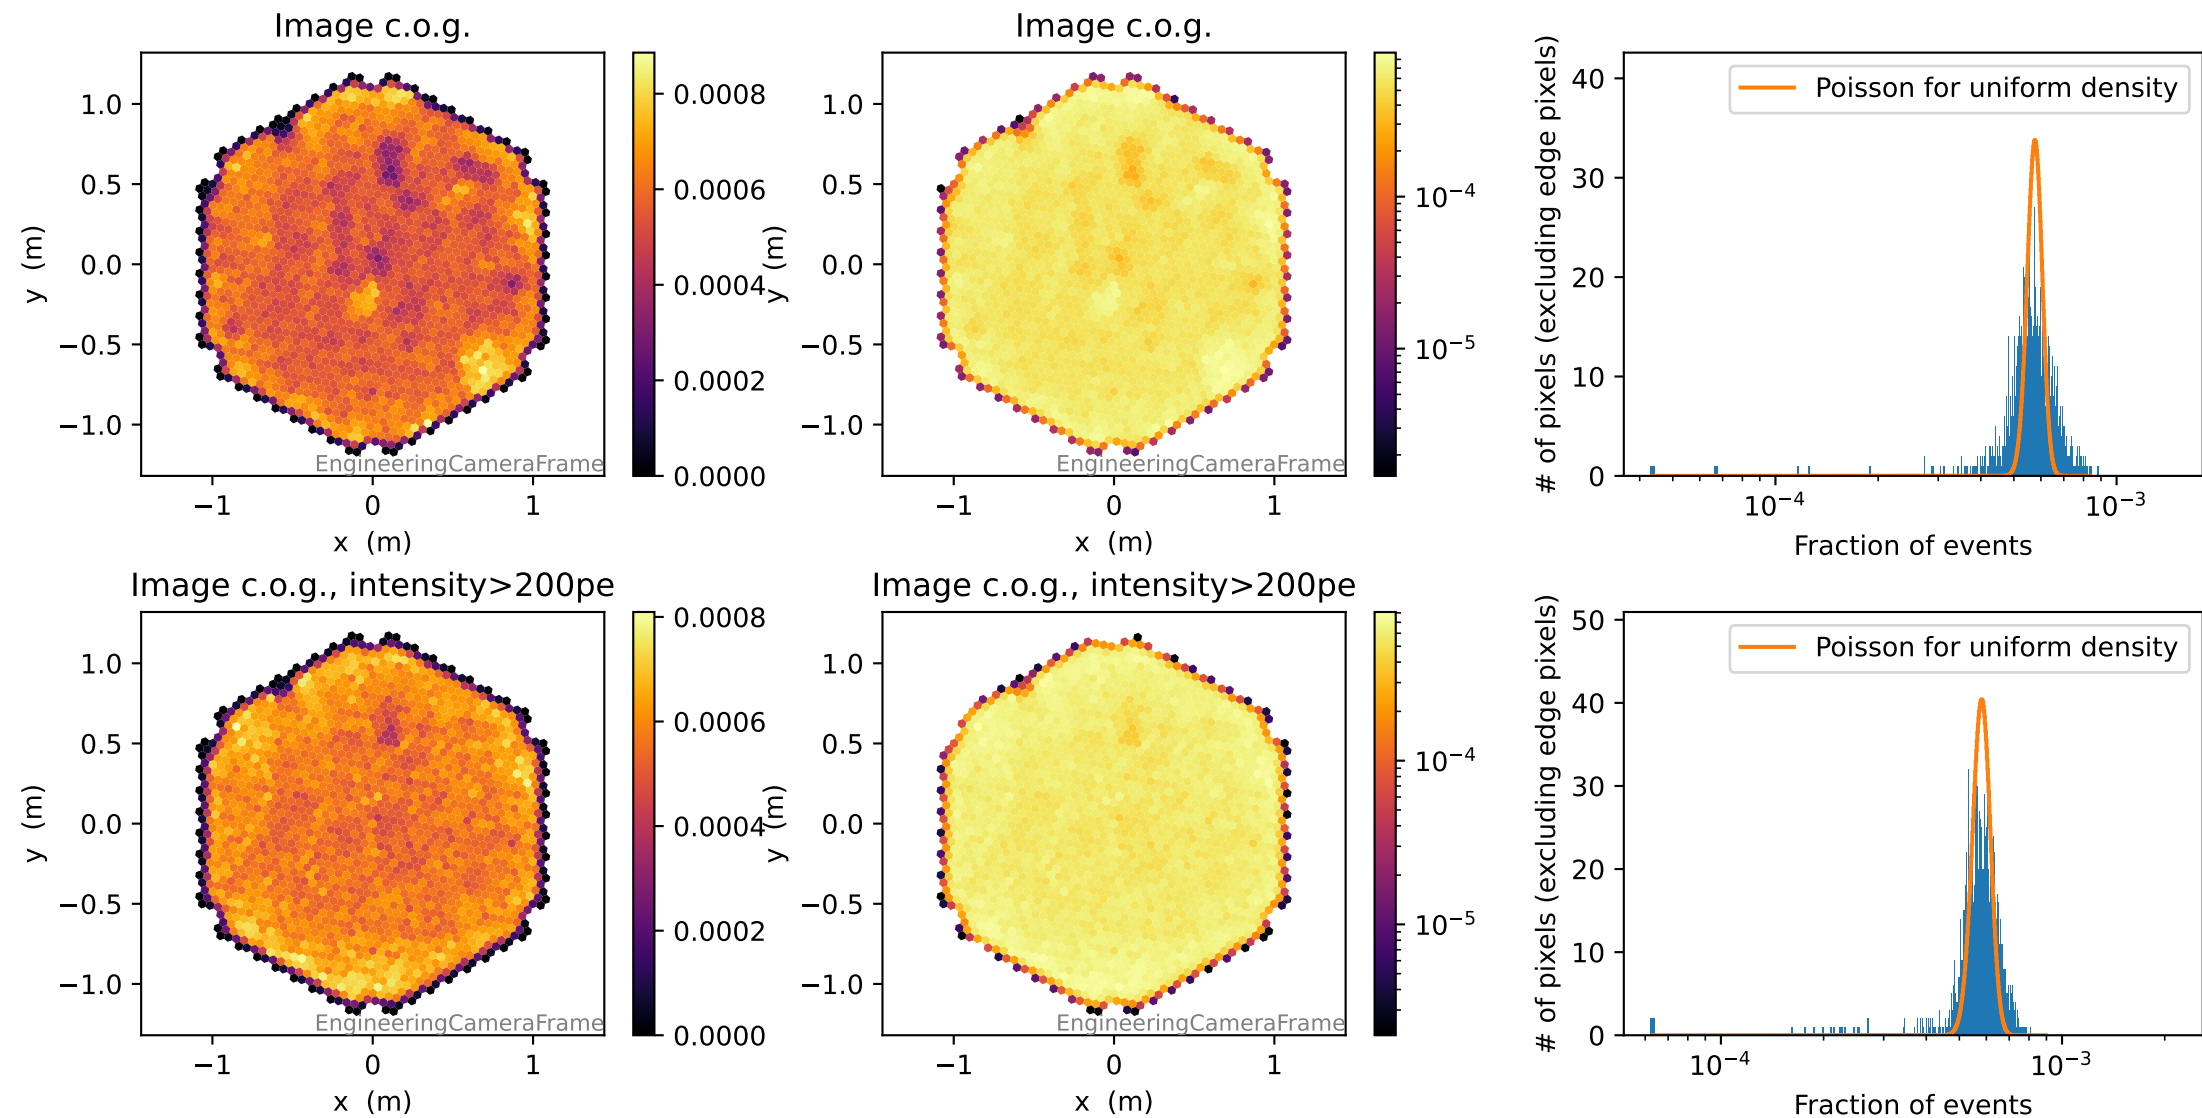 Image c.o.g.
1.0
0.5
0.0
−0.5
−1.0
y (m)
−1
0
1
x (m)
EngineeringCameraFrame
0.0008
0.0006
0.0004
0.0002
0.0000
Image c.o.g.
1.0
0.5
0.0
−0.5
−1.0
y (m)
−1
0
1
x (m)
EngineeringCameraFrame
10⁻⁴
10⁻⁵
Poisson for uniform density
40
30
20
10
0
# of pixels (excluding edge pixels)
10⁻⁴
10⁻³
Fraction of events
Image c.o.g., intensity>200pe
1.0
0.5
0.0
−0.5
−1.0
y (m)
−1
0
1
x (m)
EngineeringCameraFrame
0.0008
0.0006
0.0004
0.0002
0.0000
Image c.o.g., intensity>200pe
1.0
0.5
0.0
−0.5
−1.0
y (m)
−1
0
1
x (m)
EngineeringCameraFrame
10⁻⁴
10⁻⁵
Poisson for uniform density
50
40
30
20
10
0
# of pixels (excluding edge pixels)
10⁻⁴
10⁻³
Fraction of events